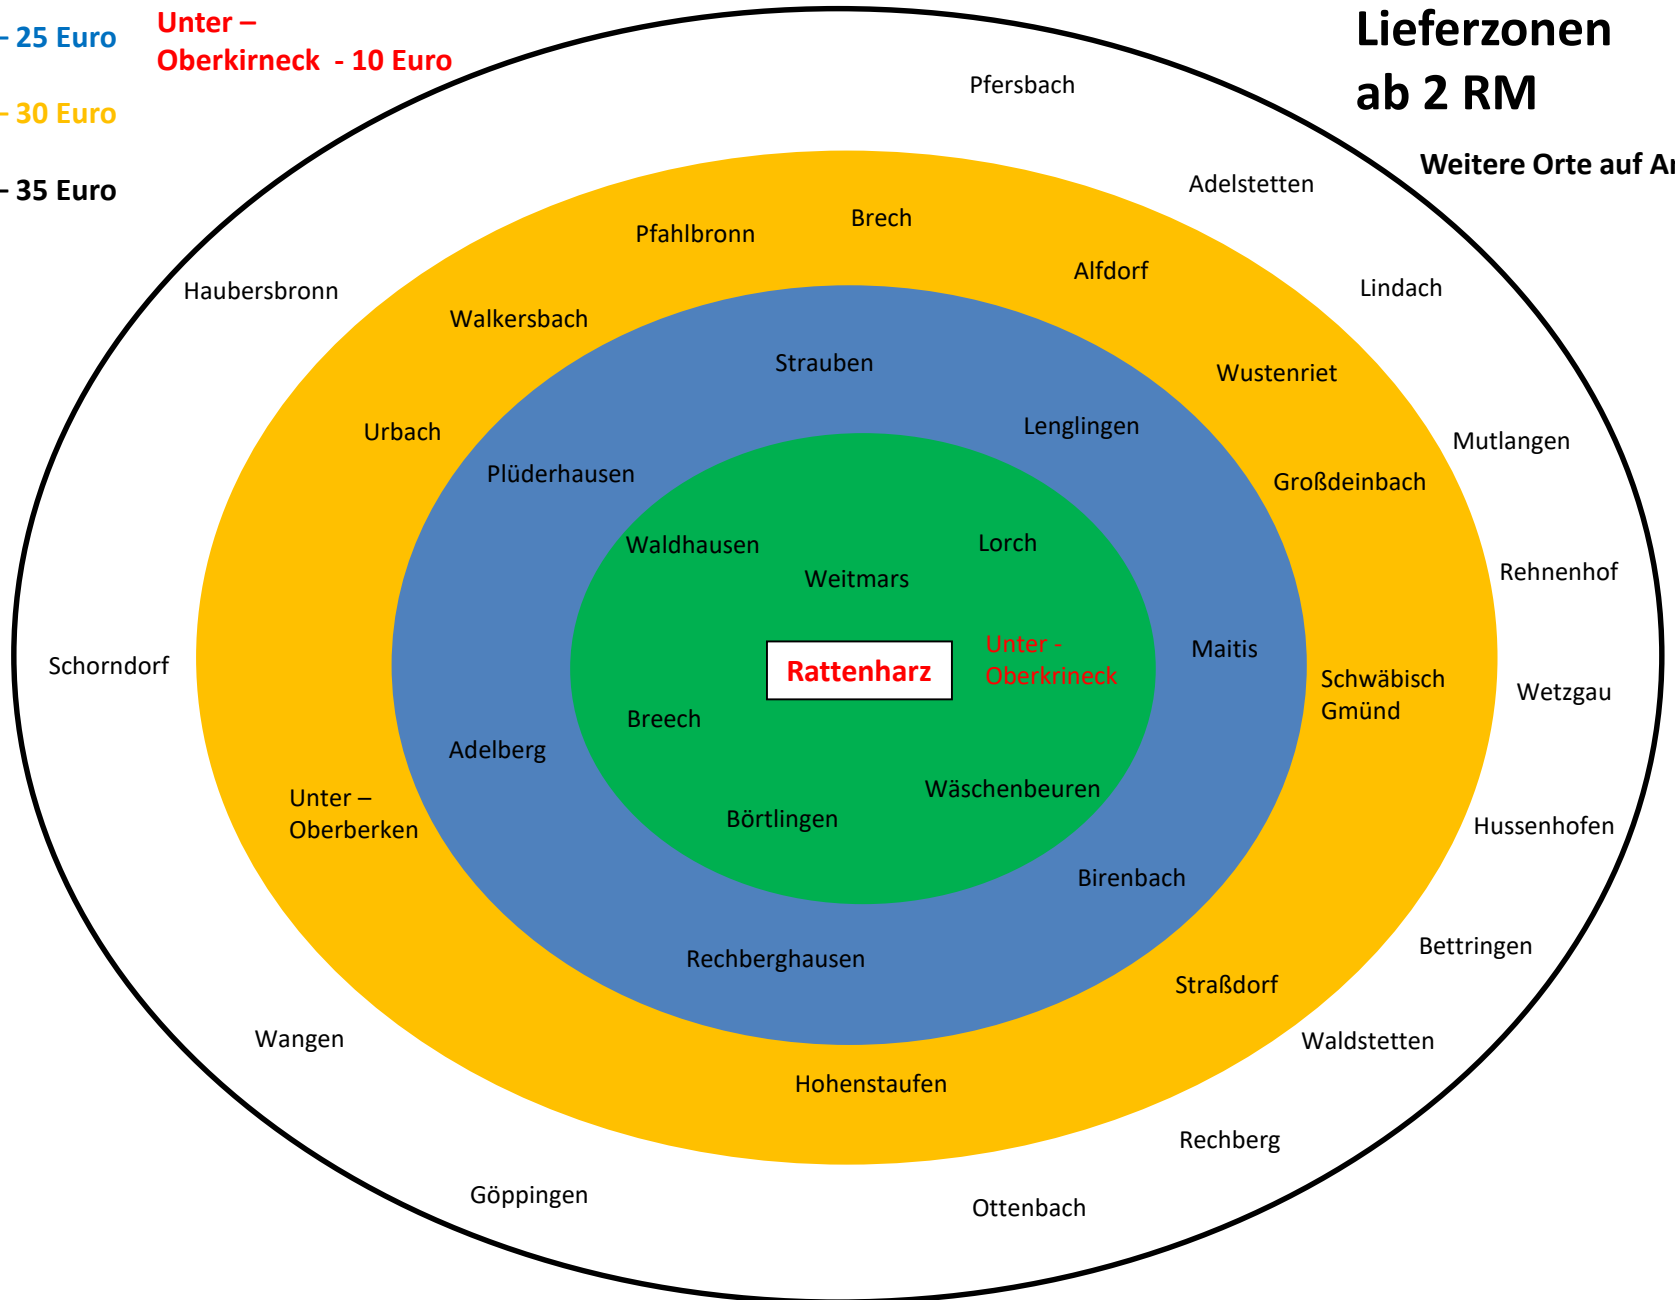 – 25 Euro
Unter –
Oberkirneck - 10 Euro
– 30 Euro
– 35 Euro
Lieferzonen
ab 2 RM
Weitere Orte auf
Pfersbach
Adelstetten
Brech
Pfahlbronn
Alfdorf
Lindach
Haubersbronn
Walkersbach
Strauben
Wustenriet
Lenglingen
Urbach
Mutlangen
Plüderhausen
Großdeinbach
Waldhausen
Lorch
Weitmars
Rehnenhof
Unter -
Oberkrineck
Maitis
Schorndorf
Rattenharz
Schwäbisch
Gmünd
Wetzgau
Breech
Adelberg
Wäschenbeuren
Unter –
Oberberken
Börtlingen
Hussenhofen
Birenbach
Bettringen
Rechberghausen
Straßdorf
Wangen
Waldstetten
Hohenstaufen
Rechberg
Göppingen
Ottenbach